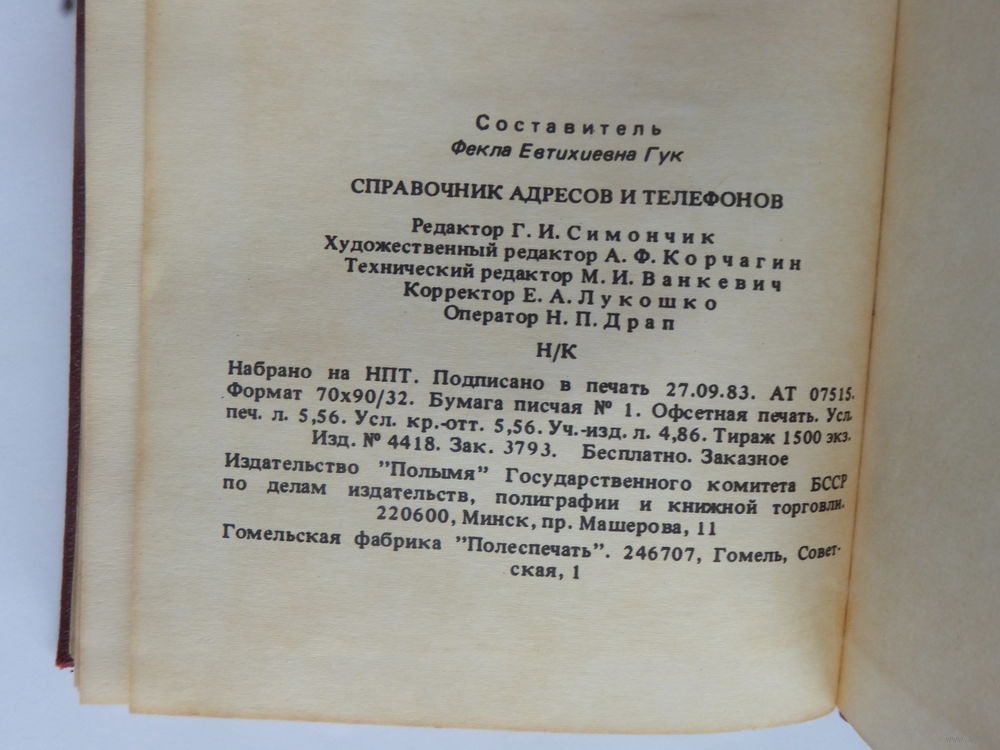 Составитель
Фекла Евтихиевна Гук
СПРАВОЧНИК АДРЕСОВ И ТЕЛЕФОНОВ
Редактор Г. И. Симончик
Художественный редактор А. Ф. Корчагин
Технический редактор М. И. Ванкевич
Корректор Е. А. Лукошко
Оператор Н. П. Драп
Н/К
Набрано на НПТ. Подписано в печать 27.09.83. АТ 07515.
Формат 70х90/32. Бумага писчая № 1. Офсетная печать. Усл.
печ. л. 5,56. Усл. кр.-отт. 5,56. Уч.-изд. л. 4,86. Тираж 1500 экз.
Изд. № 4418. Зак. 3793. Бесплатно. Заказное
Издательство "Полымя" Государственного комитета БССР
по делам издательств, полиграфии и книжной торговли.
220600, Минск, пр. Машерова, 11
Гомельская фабрика "Полеспечать". 246707, Гомель, Совет-
ская, 1